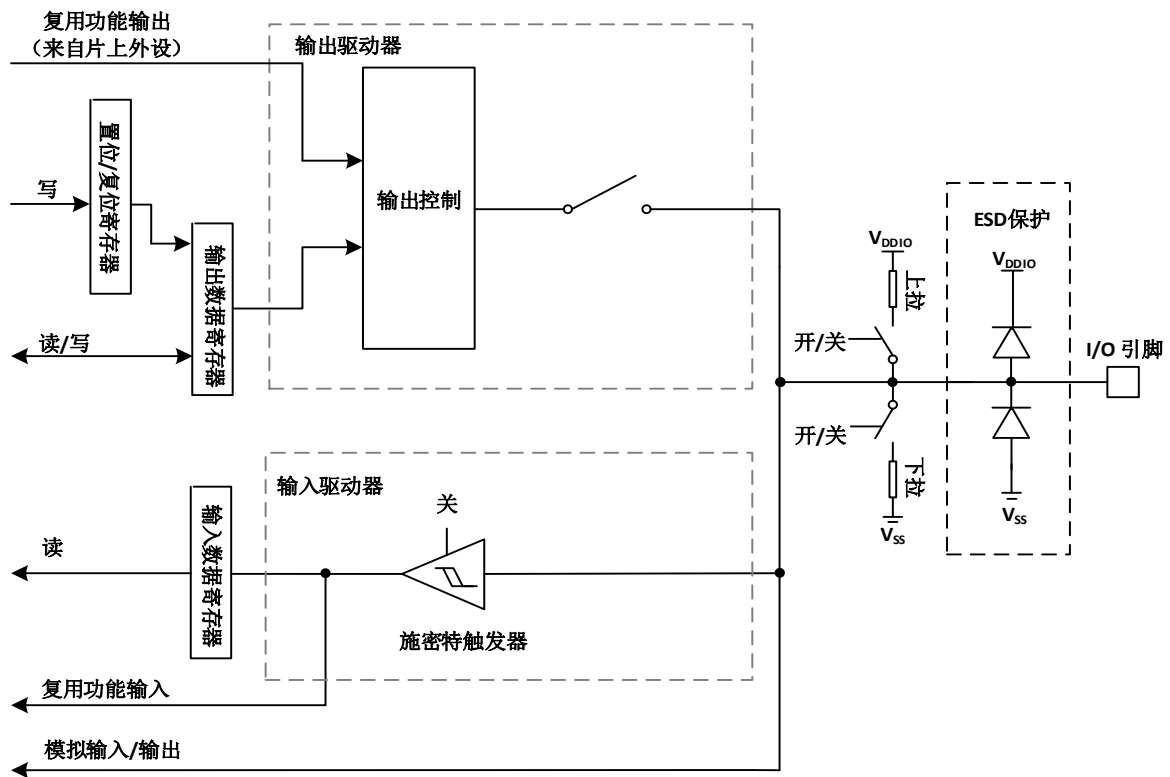 复用功能输出
（来自片上外设）
输出驱动器
置位/复位寄存器
写
输出控制
输出数据寄存器
读/写
ESD保护
VDDIO
VDDIO
上拉
开/关
I/O 引脚
开/关
下拉
VSS
VSS
输入驱动器
关
输入数据寄存器
读
施密特触发器
复用功能输入
模拟输入/输出